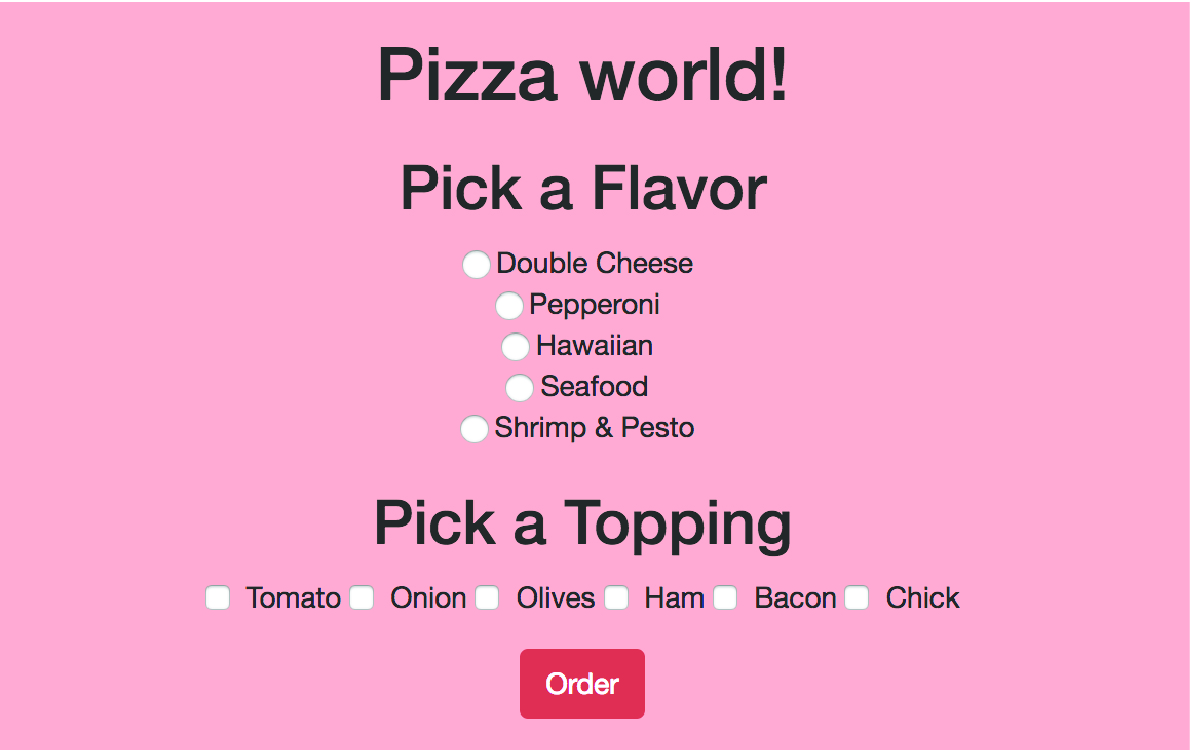 Pizza world!
Pick a Flavor
Double Cheese
Pepperoni
Hawaiian
Seafood
Shrimp & Pesto
Pick a Topping
Tomato Onion Olives Ham Bacon Chick
Order